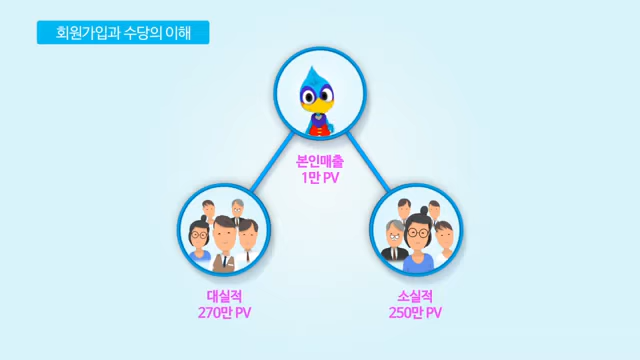 회원가입과 수당의 이해
본인매출
1만 PV
대실적
270만 PV
소실적
250만 PV